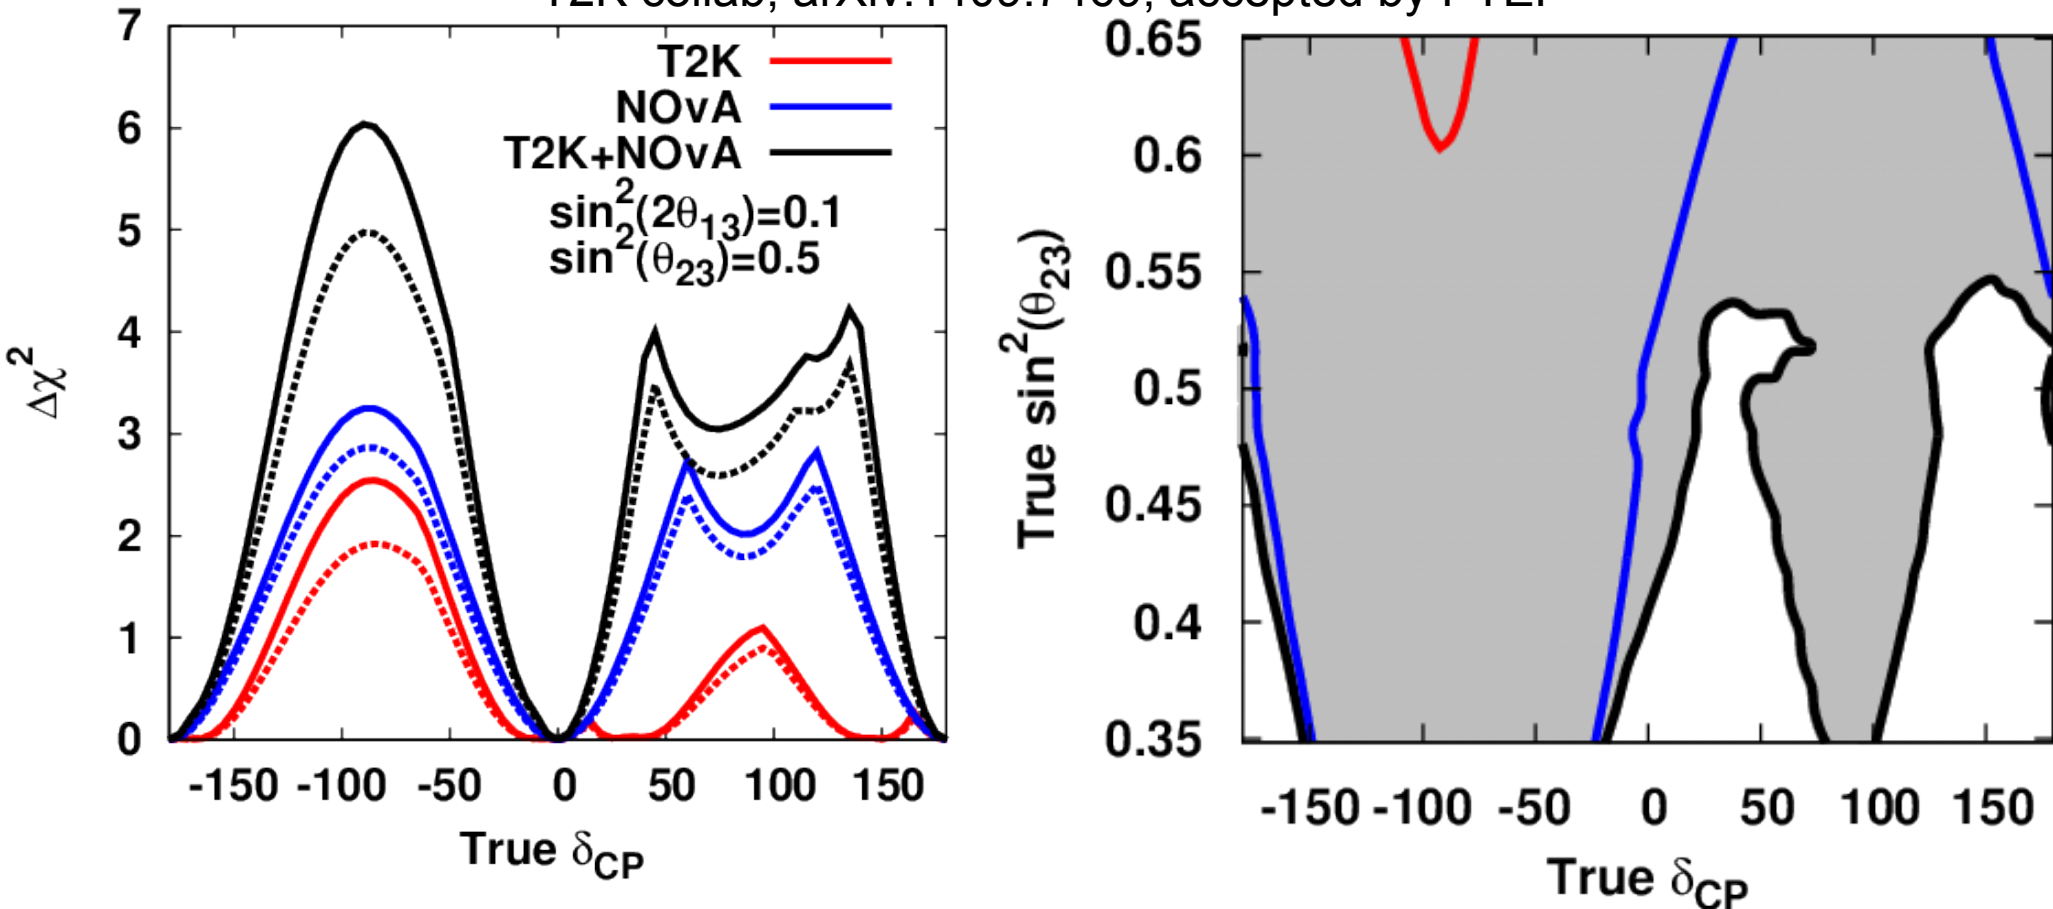 7
6
5
4
3
2
1
0
Δχ²
T2K
NOvA
T2K+NOvA
sin²(2θ₁₃)=0.1
sin²(θ₂₃)=0.5
-150 -100 -50 0 50 100 150
True δCP
0.65
0.6
0.55
0.5
0.45
0.4
0.35
True sin²(θ₂₃)
-150 -100 -50 0 50 100 150
True δCP